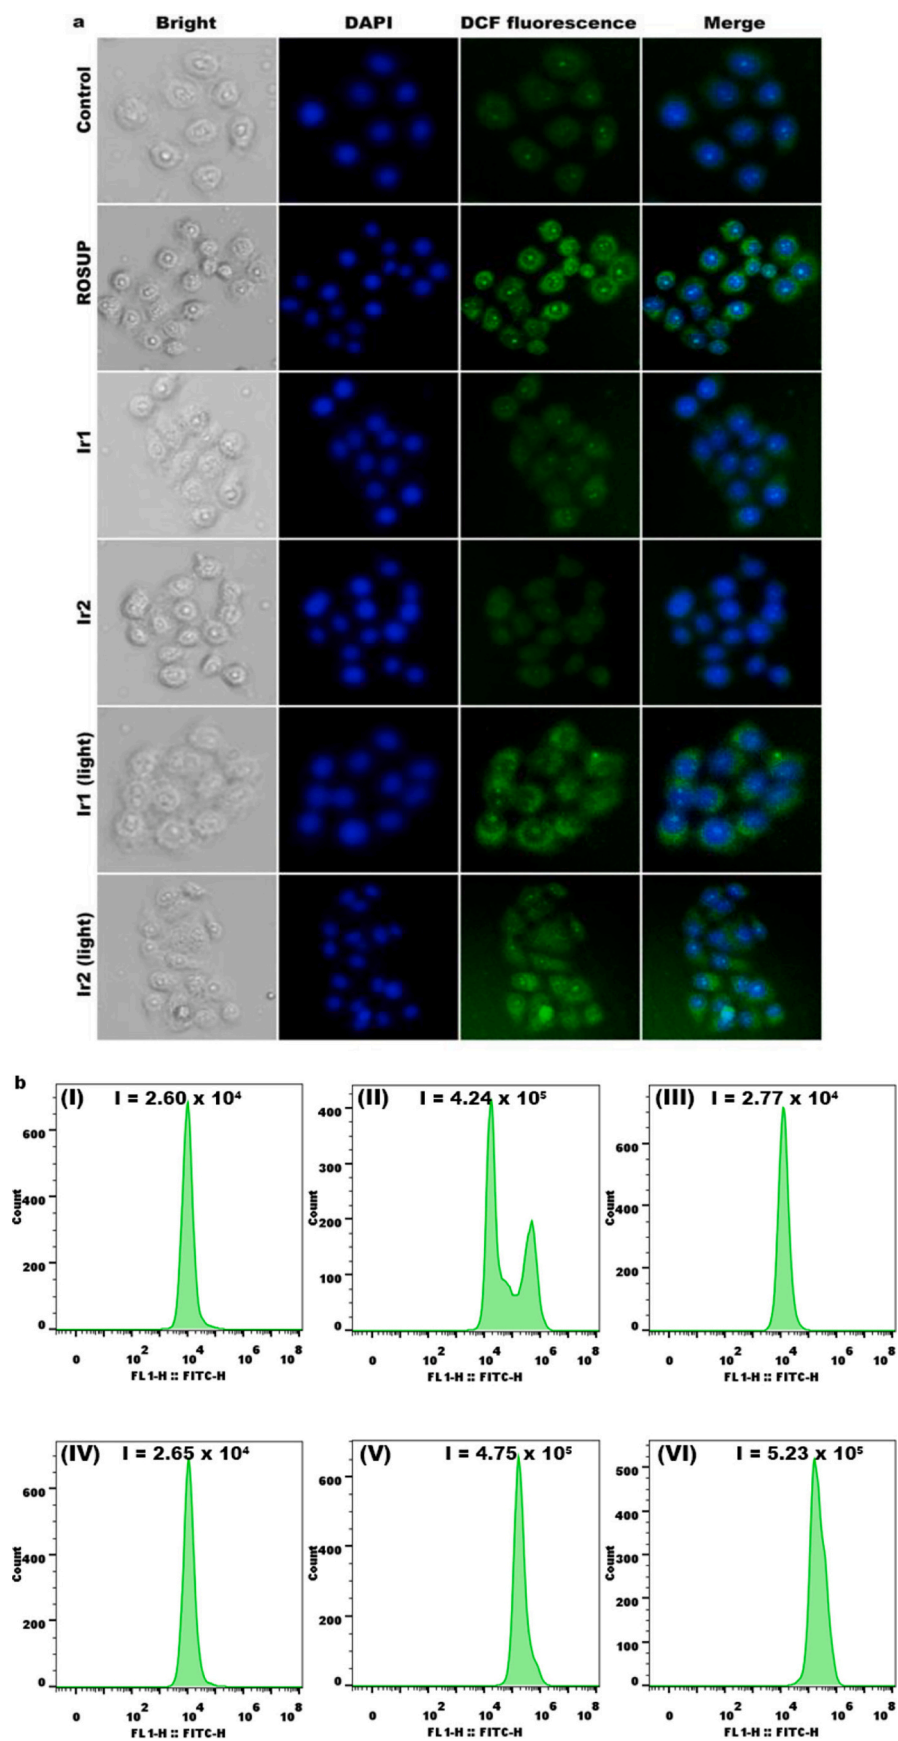 a Bright DAPI DCF fluorescence Merge
Control
ROSUP
Ir1
Ir2
Ir1 (light)
Ir2 (light)
b
(I) I = 2.60 x 10⁴
600
400
200
0
Count
0 10² 10⁴ 10⁶ 10⁸
FL1-H :: FITC-H
(II) I = 4.24 x 10⁵
400
300
200
100
0
Count
0 10² 10⁴ 10⁶ 10⁸
FL1-H :: FITC-H
(III) I = 2.77 x 10⁴
600
400
200
0
Count
0 10² 10⁴ 10⁶ 10⁸
FL1-H :: FITC-H
(IV) I = 2.65 x 10⁴
600
400
200
0
Count
0 10² 10⁴ 10⁶ 10⁸
FL1-H :: FITC-H
(V) I = 4.75 x 10⁵
600
400
200
0
Count
0 10² 10⁴ 10⁶ 10⁸
FL1-H :: FITC-H
(VI) I = 5.23 x 10⁵
500
400
300
200
100
0
Count
0 10² 10⁴ 10⁶ 10⁸
FL1-H :: FITC-H